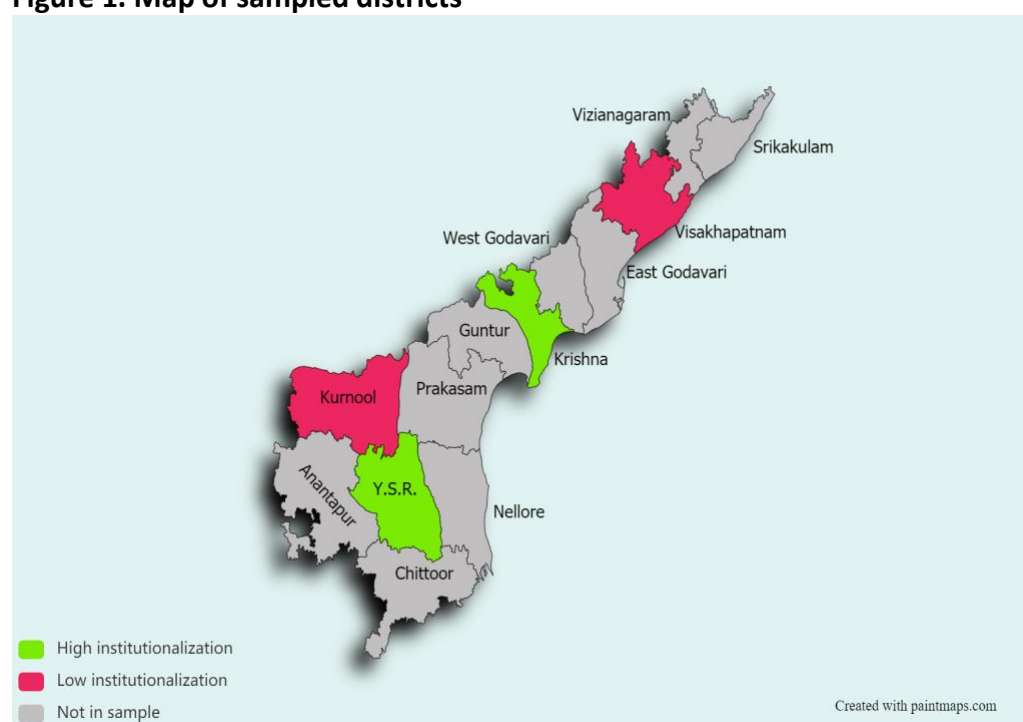 Figure 1: Map of sampled districts
Vizianagaram
Srikakulam
Visakhapatnam
West Godavari
East Godavari
Guntur
Krishna
Kurnool
Prakasam
Y.S.R.
Anantapur
Nellore
Chittoor
High institutionalization
Low institutionalization
Not in sample
Created with paintmaps.com